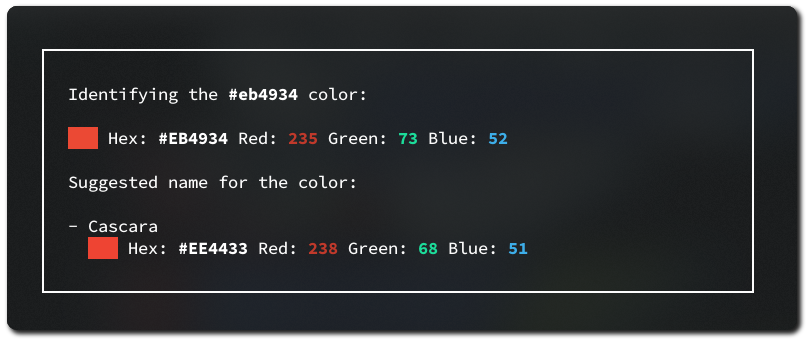 Identifying the #eb4934 color:
Hex: #EB4934 Red: 235 Green: 73 Blue: 52
Suggested name for the color:
- Cascara
Hex: #EE4433 Red: 238 Green: 68 Blue: 51